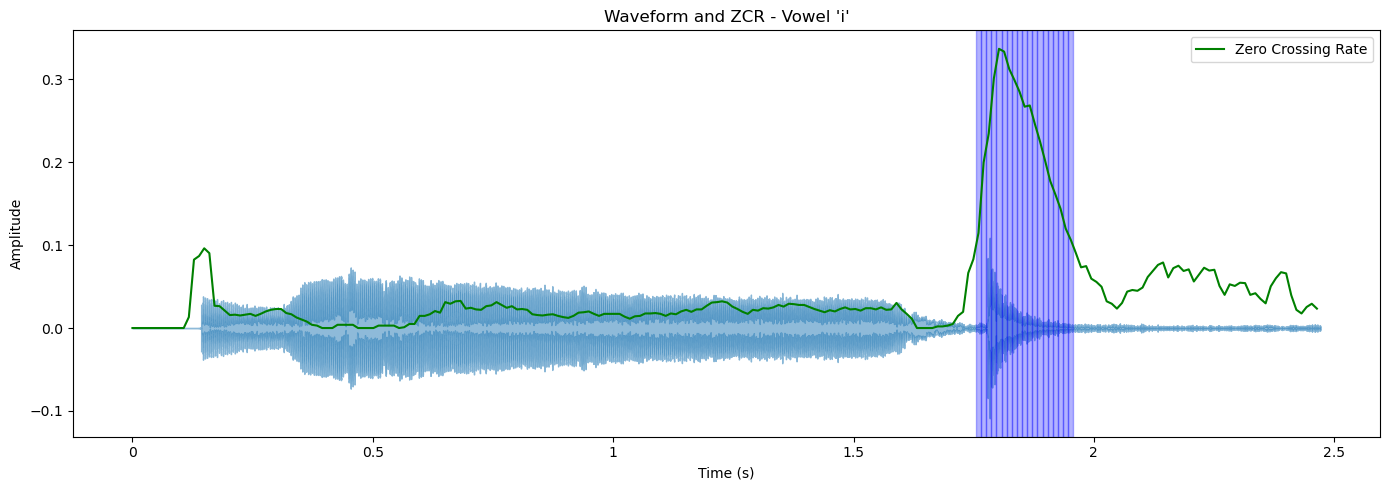 Waveform and ZCR - Vowel 'i'
Zero Crossing Rate
Amplitude
0.3
0.2
0.1
0.0
−0.1
0 0.5 1 1.5 2 2.5
Time (s)